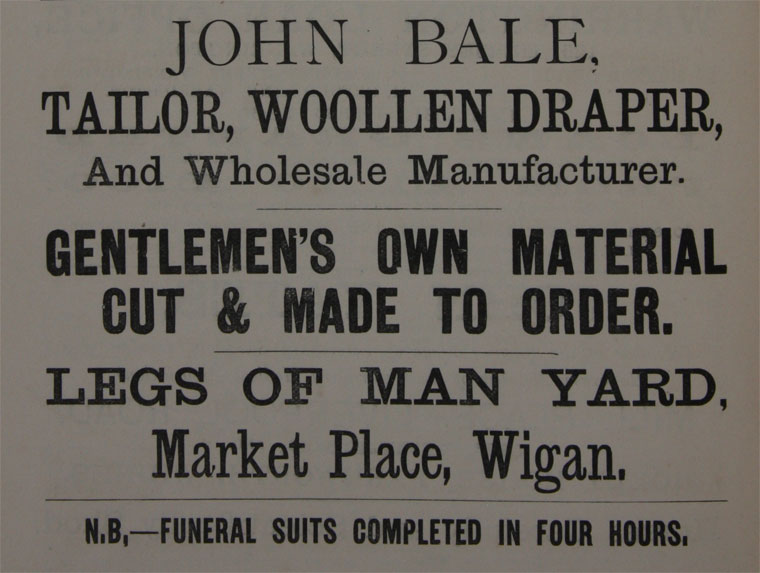 JOHN BALE,
TAILOR, WOOLLEN DRAPER,
And Wholesale Manufacturer.
GENTLEMEN'S OWN MATERIAL
CUT & MADE TO ORDER.
LEGS OF MAN YARD,
Market Place, Wigan.
N.B,—FUNERAL SUITS COMPLETED IN FOUR HOURS.